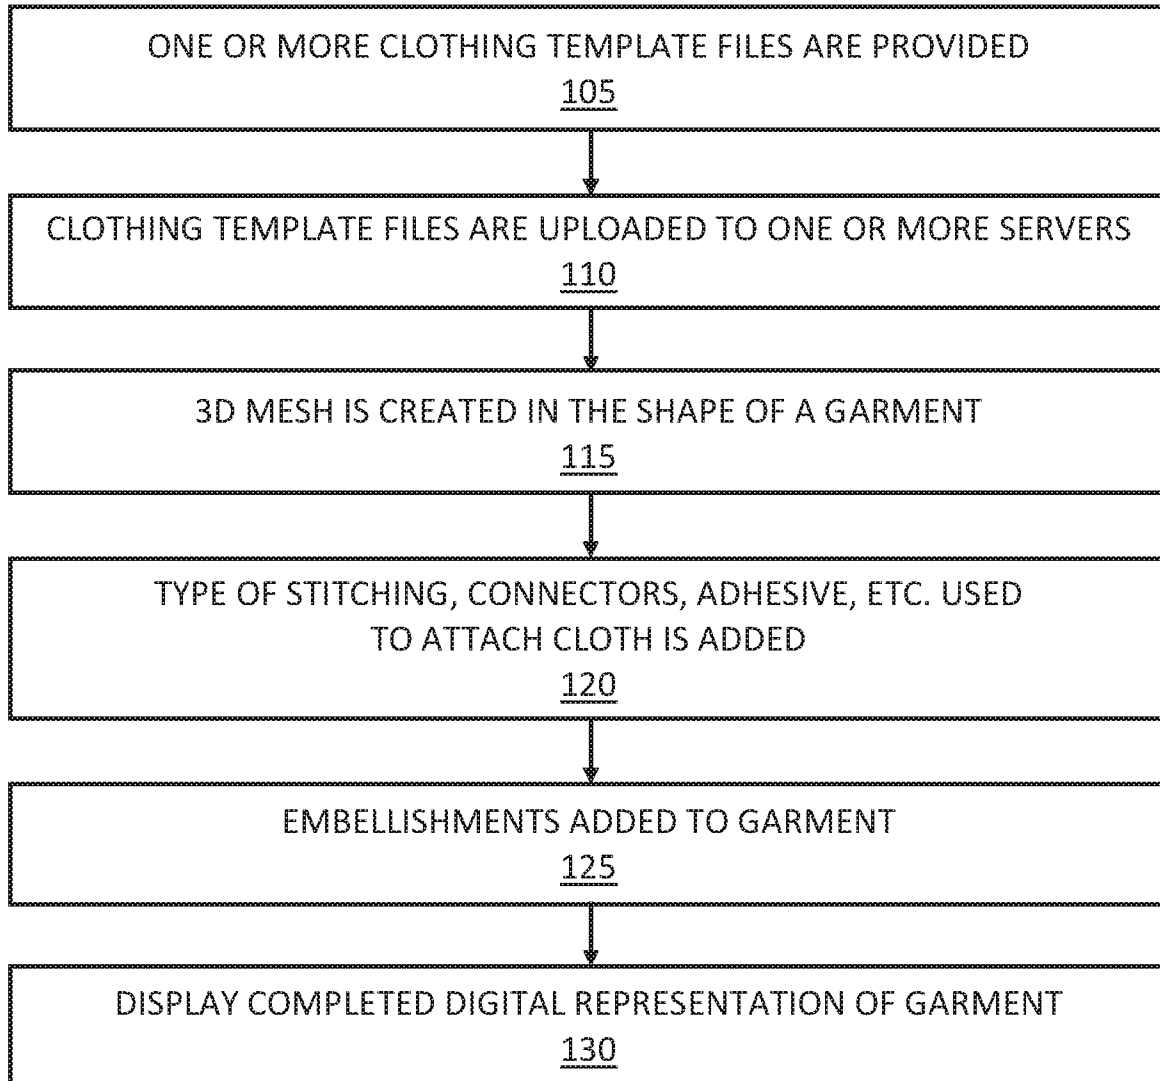 ONE OR MORE CLOTHING TEMPLATE FILES ARE PROVIDED
105
CLOTHING TEMPLATE FILES ARE UPLOADED TO ONE OR MORE SERVERS
110
3D MESH IS CREATED IN THE SHAPE OF A GARMENT
115
TYPE OF STITCHING, CONNECTORS, ADHESIVE, ETC. USED
TO ATTACH CLOTH IS ADDED
120
EMBELLISHMENTS ADDED TO GARMENT
125
DISPLAY COMPLETED DIGITAL REPRESENTATION OF GARMENT
130